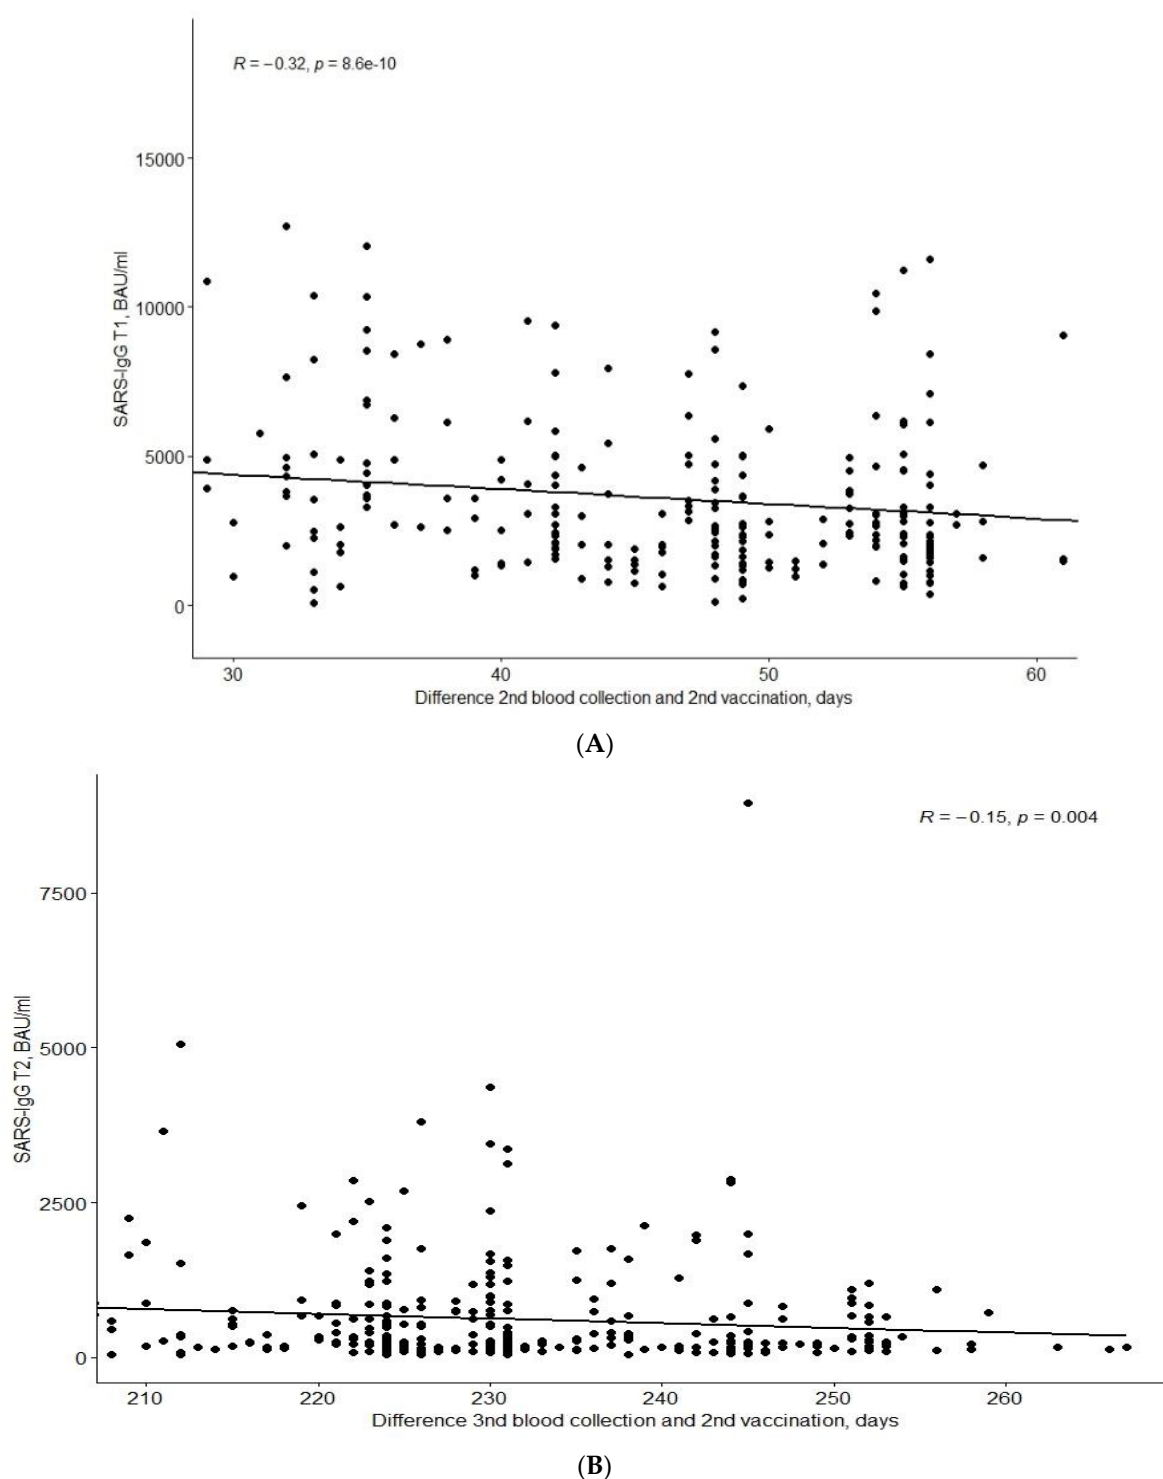 R = −0.32, p = 8.6e-10
15000
10000
5000
0
SARS-IgG T1, BAU/ml
30 40 50 60
Difference 2nd blood collection and 2nd vaccination, days
(A)
R = −0.15, p = 0.004
7500
5000
2500
0
SARS-IgG T2, BAU/ml
210 220 230 240 250 260
Difference 3nd blood collection and 2nd vaccination, days
(B)